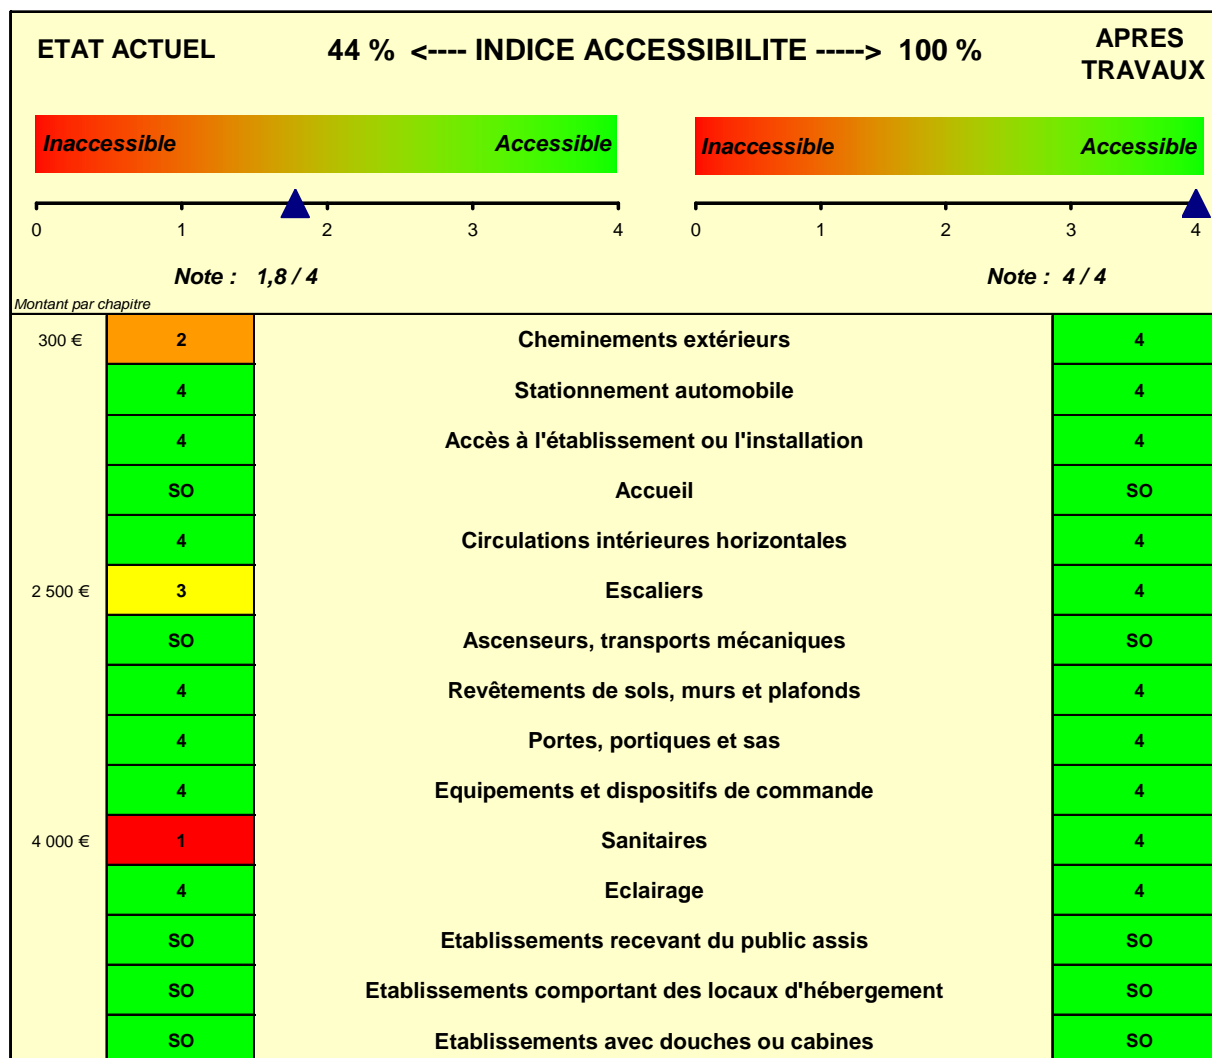 ETAT ACTUEL 44 % <---- INDICE ACCESSIBILITE -----> 100 % APRES TRAVAUX
Inaccessible Accessible Inaccessible Accessible
0 1 2 3 4 0 1 2 3 4
Note : 1,8 / 4 Note : 4 / 4
Montant par chapitre
300 € 2 Cheminements extérieurs 4
4 Stationnement automobile 4
4 Accès à l'établissement ou l'installation 4
SO Accueil SO
4 Circulations intérieures horizontales 4
2 500 € 3 Escaliers 4
SO Ascenseurs, transports mécaniques SO
4 Revêtements de sols, murs et plafonds 4
4 Portes, portiques et sas 4
4 Equipements et dispositifs de commande 4
4 000 € 1 Sanitaires 4
4 Eclairage 4
SO Etablissements recevant du public assis SO
SO Etablissements comportant des locaux d'hébergement SO
SO Etablissements avec douches ou cabines SO